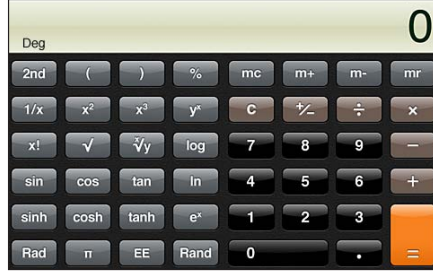 0
Deg
2nd ( ) % mc m+ m- mr
1/x x² x³ yˣ C +/− ÷ ×
x! √ ˣ√y log 7 8 9 −
sin cos tan ln 4 5 6 +
sinh cosh tanh eˣ 1 2 3
Rad π EE Rand 0 . =